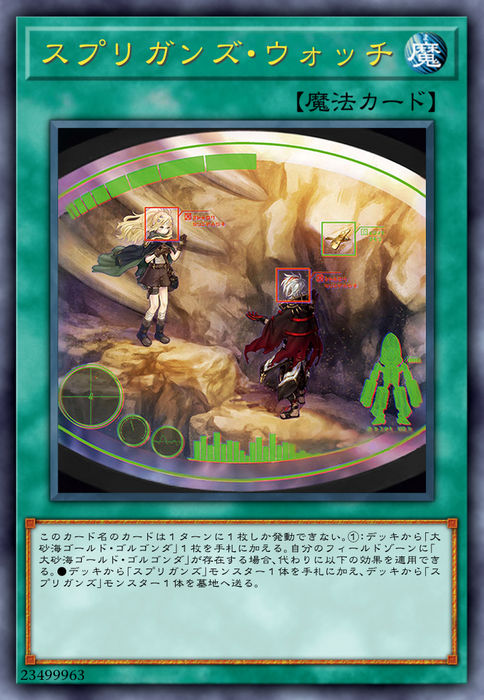 スプリガンズ・ウォッチ 魔
【魔法カード】
このカード名のカードは1ターンに1枚しか発動できない。①:デッキから「大
砂海ゴールド・ゴルゴンダ」1枚を手札に加える。自分のフィールドゾーンに「
大砂海ゴールド・ゴルゴンダ」が存在する場合、代わりに以下の効果を適用でき
る。●デッキから「スプリガンズ」モンスター1体を手札に加え、デッキから「ス
プリガンズ」モンスター1体を墓地へ送る。
23499963